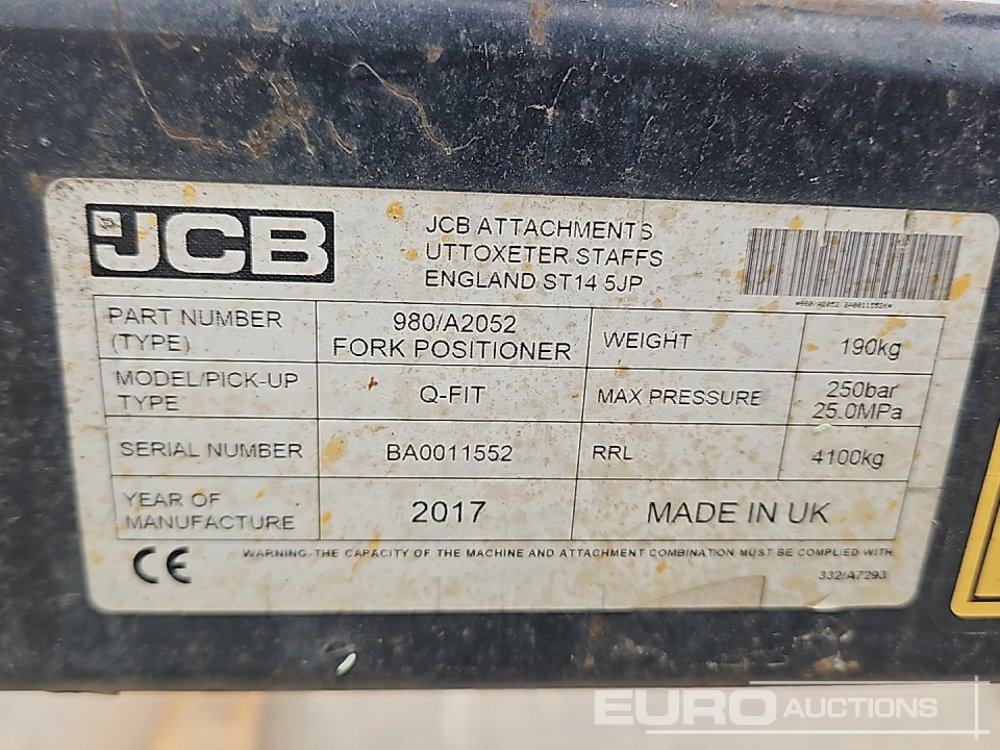 JCB
JCB ATTACHMENTS
UTTOXETER STAFFS
ENGLAND ST14 5JP
PART NUMBER
(TYPE)
980/A2052
FORK POSITIONER
WEIGHT
190kg
MODEL/PICK-UP
TYPE
Q-FIT
MAX PRESSURE
250bar
25.0MPa
SERIAL NUMBER
BA0011552
RRL
4100kg
YEAR OF
MANUFACTURE
2017
MADE IN UK
CE
WARNING-THE CAPACITY OF THE MACHINE AND ATTACHMENT COMBINATION MUST BE COMPLIED WITH
332/A7293
EURO AUCTIONS